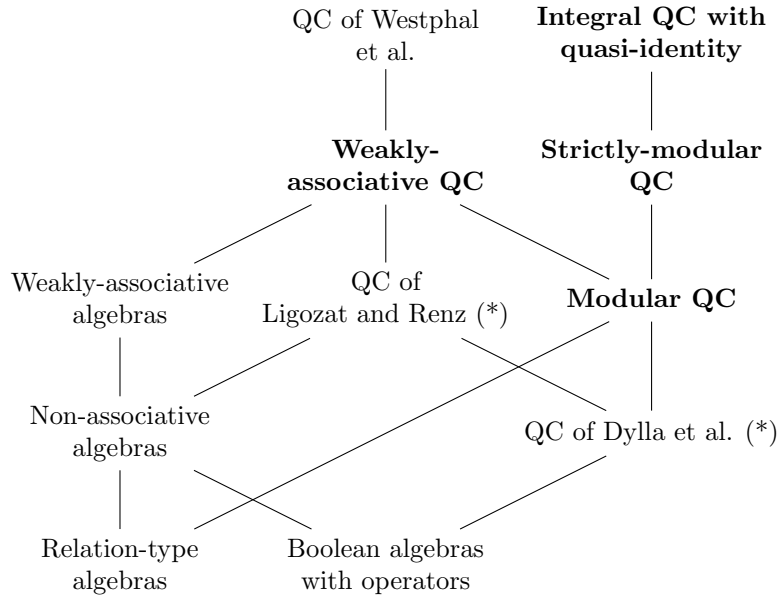 QC of Westphal
et al.
Integral QC with
quasi-identity
Weakly-
associative QC
Strictly-modular
QC
Weakly-associative
algebras
QC of
Ligozat and Renz (*)
Modular QC
Non-associative
algebras
QC of Dylla et al. (*)
Relation-type
algebras
Boolean algebras
with operators